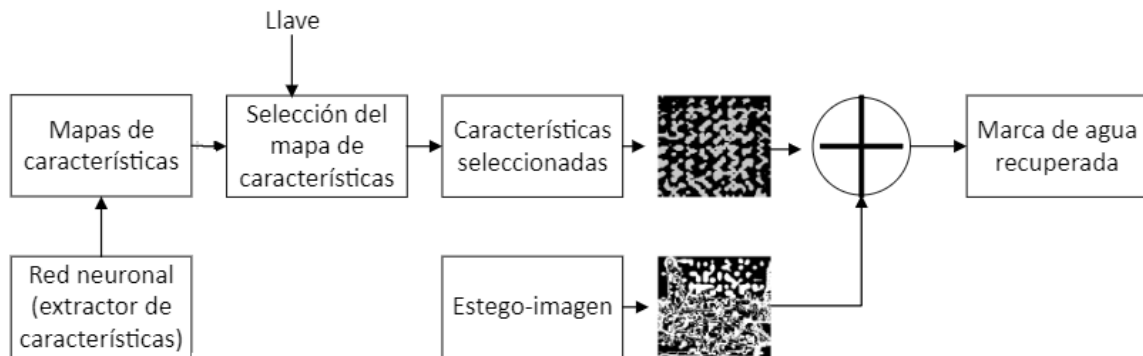 Llave
Mapas de
características
Selección del
mapa de
características
Características
seleccionadas
Marca de agua
recuperada
Red neuronal
(extractor de
características)
Estego-imagen